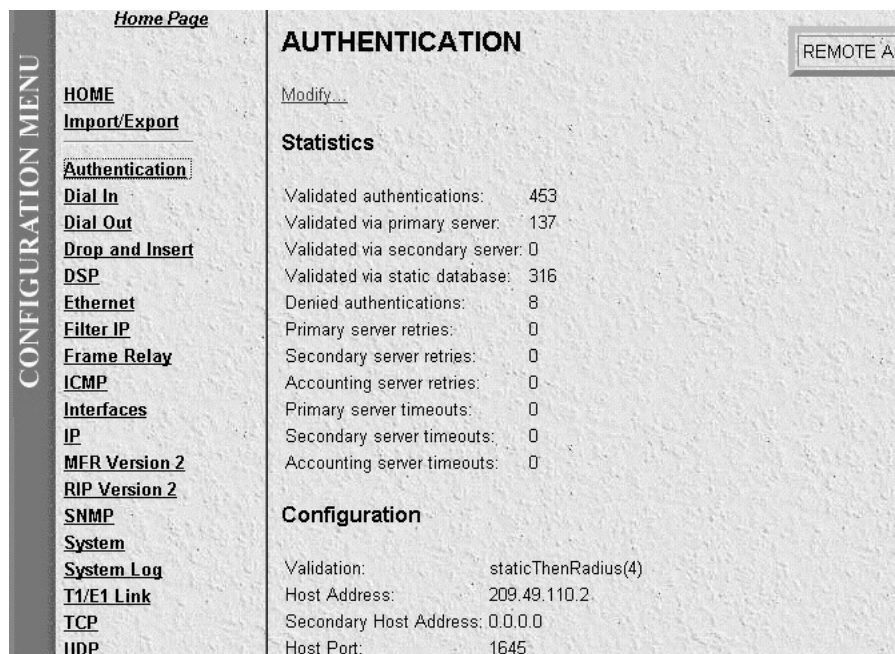 CONFIGURATION MENU
Home Page
HOME
Import/Export
Authentication
Dial In
Dial Out
Drop and Insert
DSP
Ethernet
Filter IP
Frame Relay
ICMP
Interfaces
IP
MFR Version 2
RIP Version 2
SNMP
System
System Log
T1/E1 Link
TCP
UDP
AUTHENTICATION
REMOTE A
Modify...
Statistics
Validated authentications: 453
Validated via primary server: 137
Validated via secondary server: 0
Validated via static database: 316
Denied authentications: 8
Primary server retries: 0
Secondary server retries: 0
Accounting server retries: 0
Primary server timeouts: 0
Secondary server timeouts: 0
Accounting server timeouts: 0
Configuration
Validation: staticThenRadius(4)
Host Address: 209.49.110.2
Secondary Host Address: 0.0.0.0
Host Port: 1645